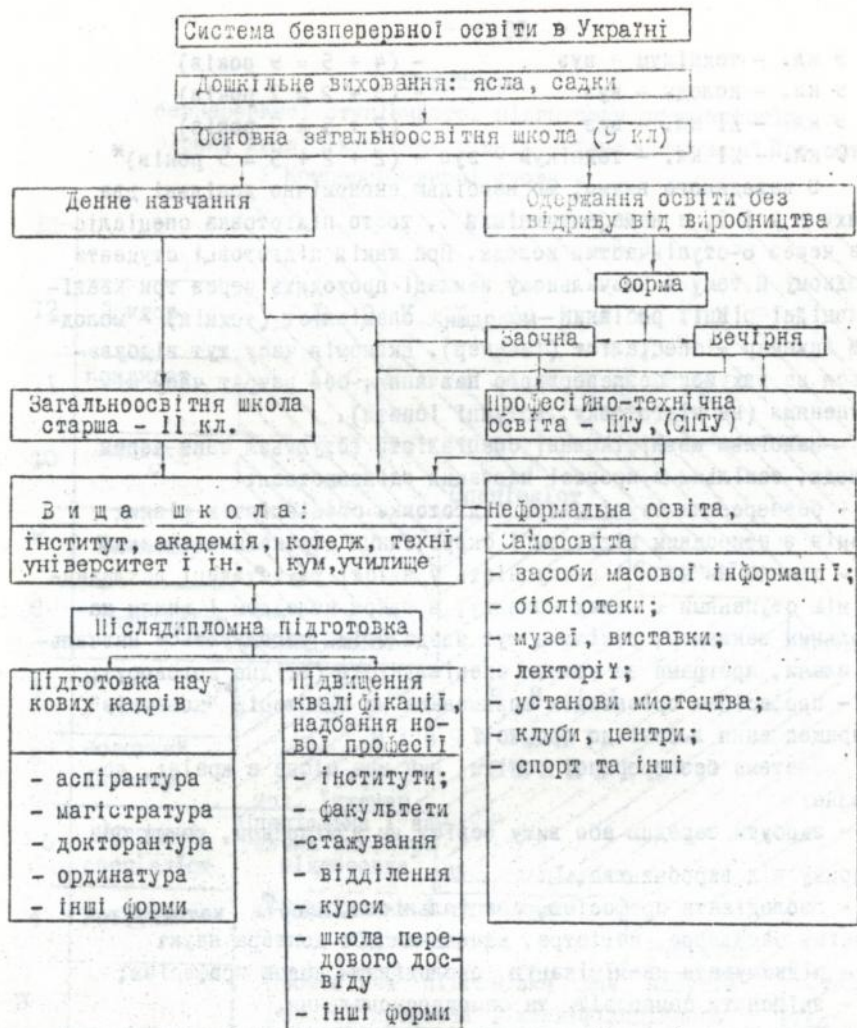 Система безперервної освіти в Україні
Дошкільне виховання: ясла, садки
Основна загальноосвітня школа (9 кл)
Денне навчання
Одержання освіти без
відриву від виробництва
Форма
Заочна
Вечірня
Загальноосвітня школа
старша - II кл.
Професійно-технічна
освіта - ПТУ,(СПТУ)
В и щ а ш к о л а :
інститут, академія,
університет і ін.
коледж, техні-
кум,училище
Неформальна освіта
Самоосвіта
- засоби масової інформації;
- бібліотеки;
- музеї, виставки;
- лекторії;
- установи мистецтва;
- клуби, центри;
- спорт та інші
Післядипломна підготовка
Підготовка нау-
кових кадрів
- аспірантура
- магістратура
- докторантура
- ординатура
- інші форми
Підвищення
кваліфікації,
надбання но-
вої професії
- інститути;
- факультети
-стажування
- відділення
- курси
- школа пере-
дового дос-
віду
- інші форми